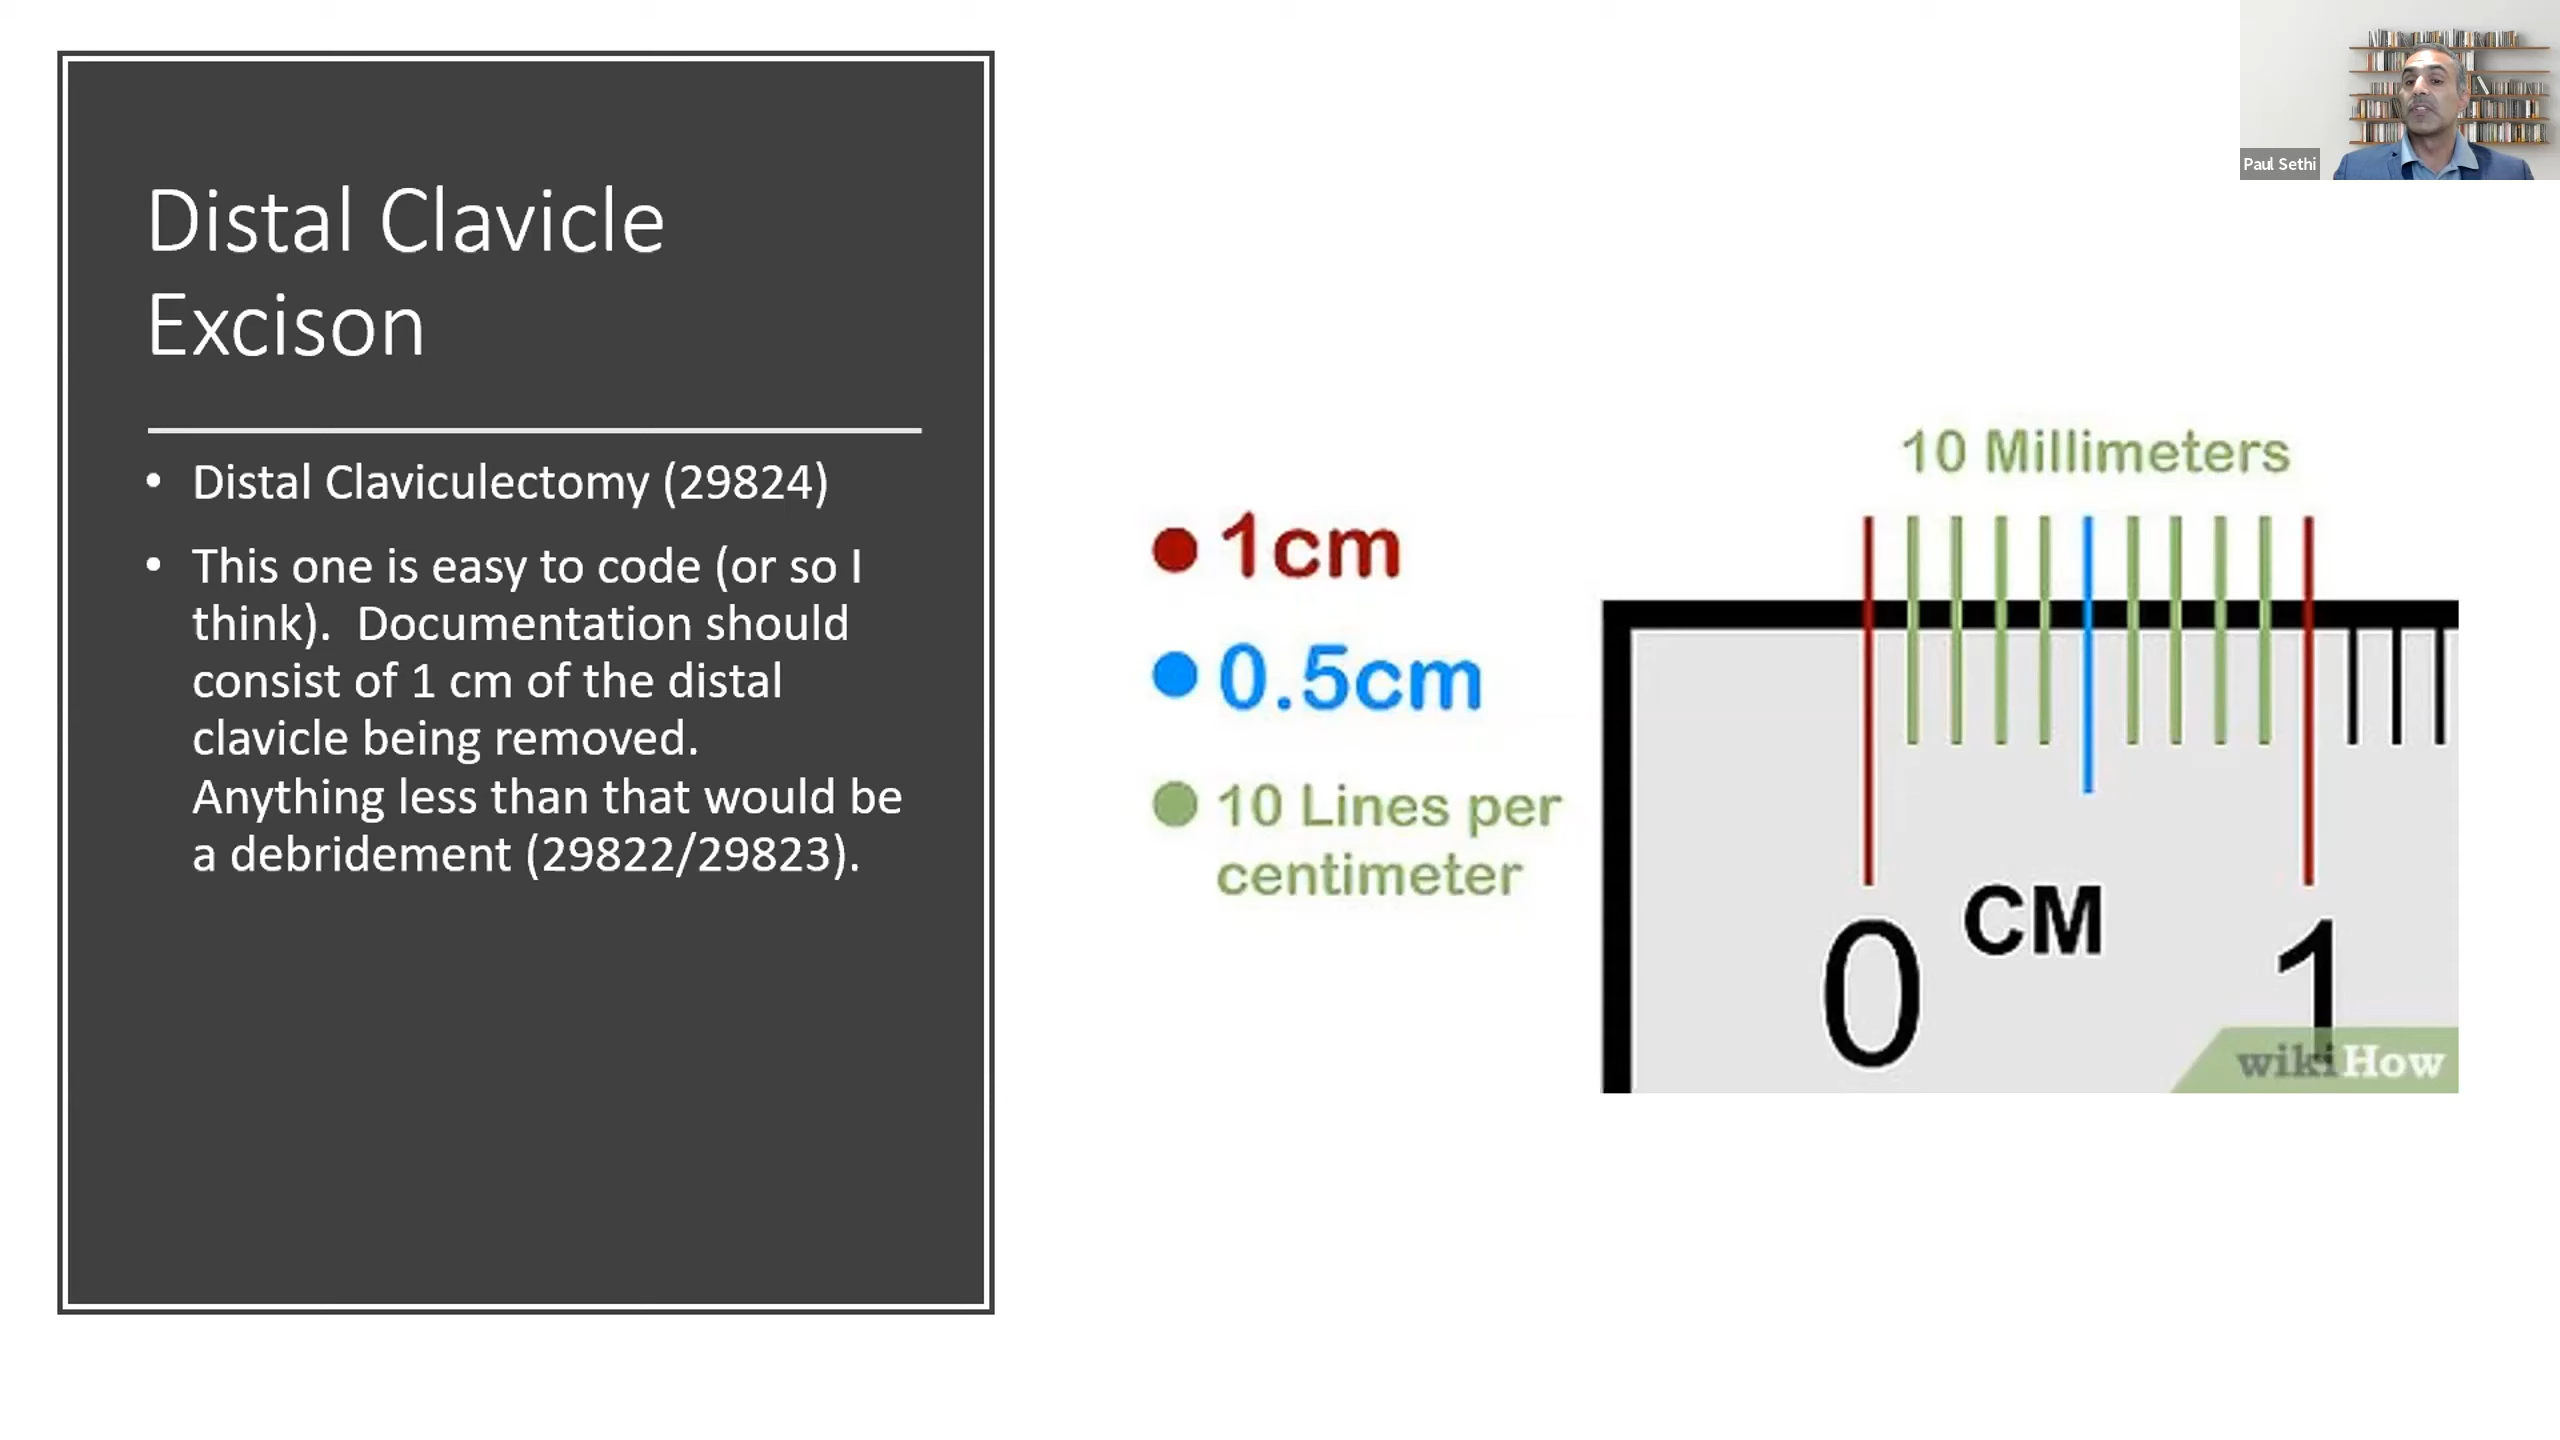 Paul Sethi
Distal Clavicle
Excison
• Distal Claviculectomy (29824)
• This one is easy to code (or so I
think).  Documentation should
consist of 1 cm of the distal
clavicle being removed.
Anything less than that would be
a debridement (29822/29823).
10 Millimeters
1cm
0.5cm
10 Lines per
centimeter
CM
0 1
wikiHow